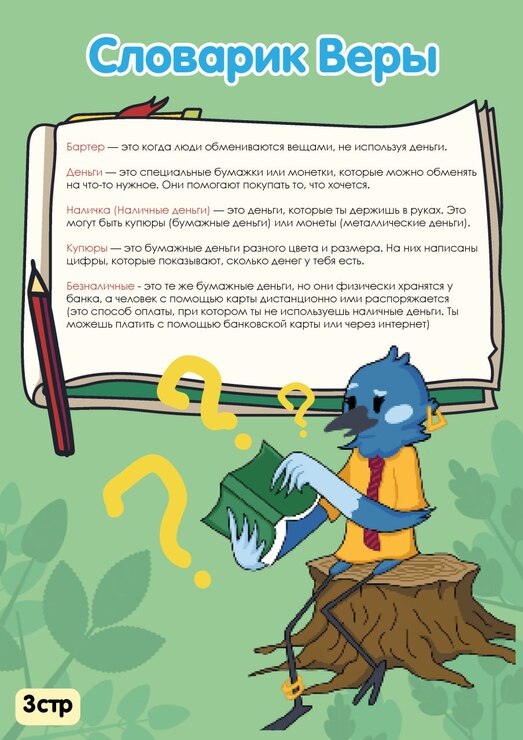 Словарик Веры
Бартер — это когда люди обмениваются вещами, не используя деньги.
Деньги — это специальные бумажки или монетки, которые можно обменять
на что-то нужное. Они помогают покупать то, что хочется.
Наличка (Наличные деньги) — это деньги, которые ты держишь в руках. Это
могут быть купюры (бумажные деньги) или монеты (металлические деньги).
Купюры — это бумажные деньги разного цвета и размера. На них написаны
цифры, которые показывают, сколько денег у тебя есть.
Безналичные - это те же бумажные деньги, но они физически хранятся у
банка, а человек с помощью карты дистанционно ими распоряжается
(это способ оплаты, при котором ты не используешь наличные деньги. Ты
можешь платить с помощью банковской карты или через интернет)
? ?
?
3стр